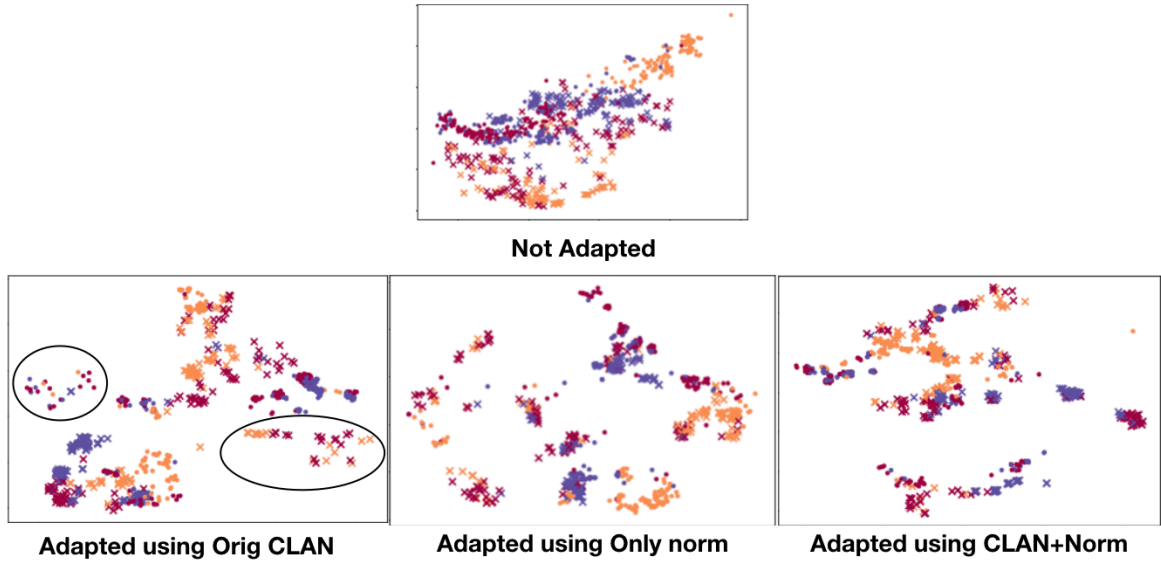 Not Adapted
Adapted using Orig CLAN
Adapted using Only norm
Adapted using CLAN+Norm